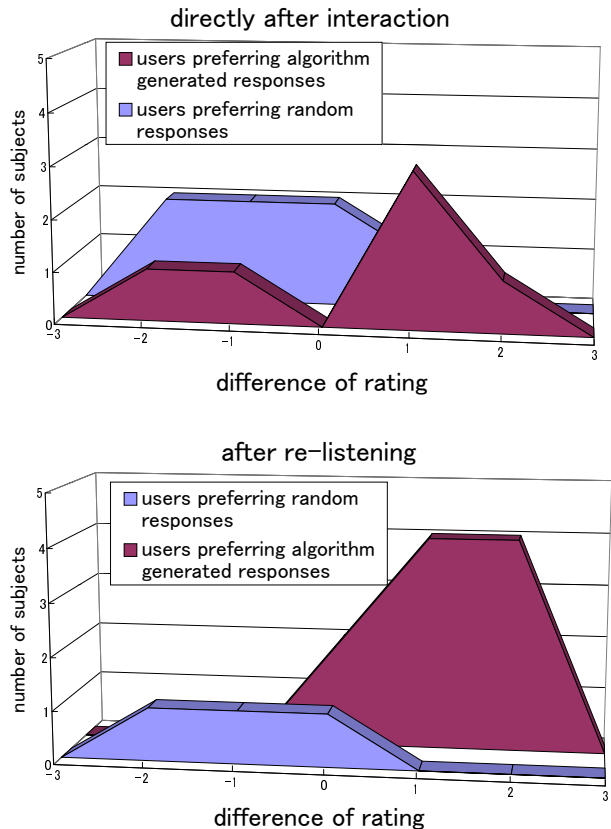 directly after interaction
5
users preferring algorithm
generated responses
users preferring random
responses
4
3
2
1
0
number of subjects
-3
-2
-1
0
1
2
3
difference of rating
after re-listening
5
users preferring random
responses
users preferring algorithm
generated responses
4
3
2
1
0
number of subjects
-3
-2
-1
0
1
2
3
difference of rating